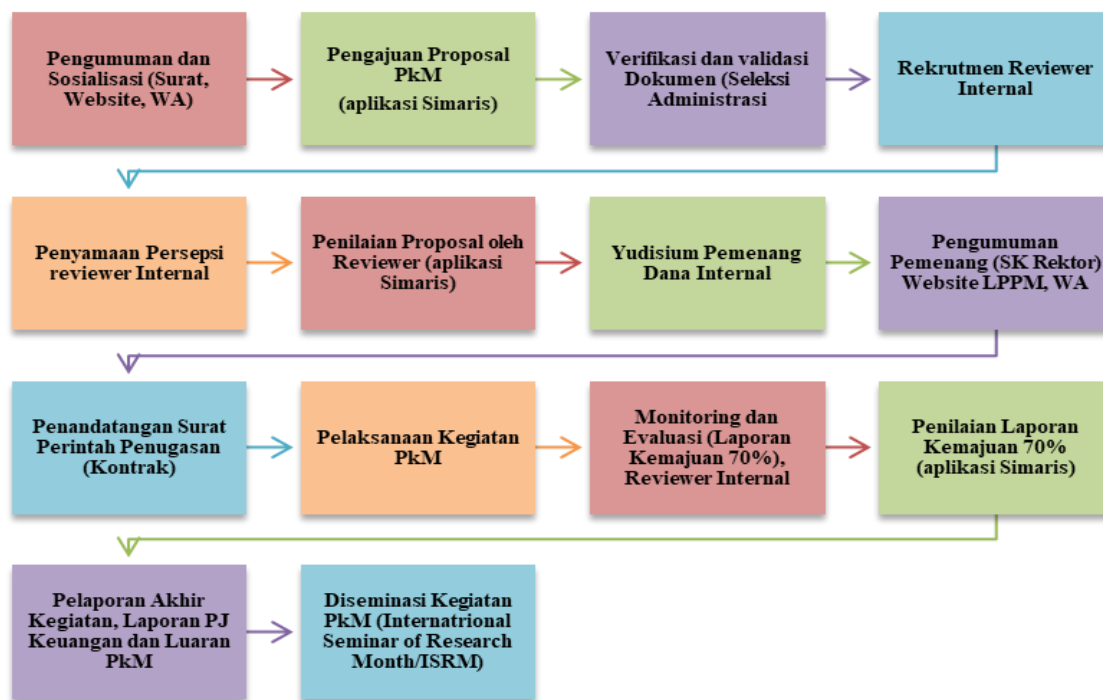 Pengumuman dan
Sosialisasi (Surat,
Website, WA)
Pengajuan Proposal
PkM
(aplikasi Simaris)
Verifikasi dan validasi
Dokumen (Seleksi
Administrasi
Rekrutmen Reviewer
Internal
Penyamaan Persepsi
reviewer Internal
Penilaian Proposal oleh
Reviewer (aplikasi
Simaris)
Yudisium Pemenang
Dana Internal
Pengumuman
Pemenang (SK Rektor)
Website LPPM, WA
Penandatangan Surat
Perintah Penugasan
(Kontrak)
Pelaksanaan Kegiatan
PkM
Monitoring dan
Evaluasi (Laporan
Kemajuan 70%),
Reviewer Internal
Penilaian Laporan
Kemajuan 70%
(aplikasi Simaris)
Pelaporan Akhir
Kegiatan, Laporan PJ
Keuangan dan Luaran
PkM
Diseminasi Kegiatan
PkM (Internatrional
Seminar of Research
Month/ISRM)